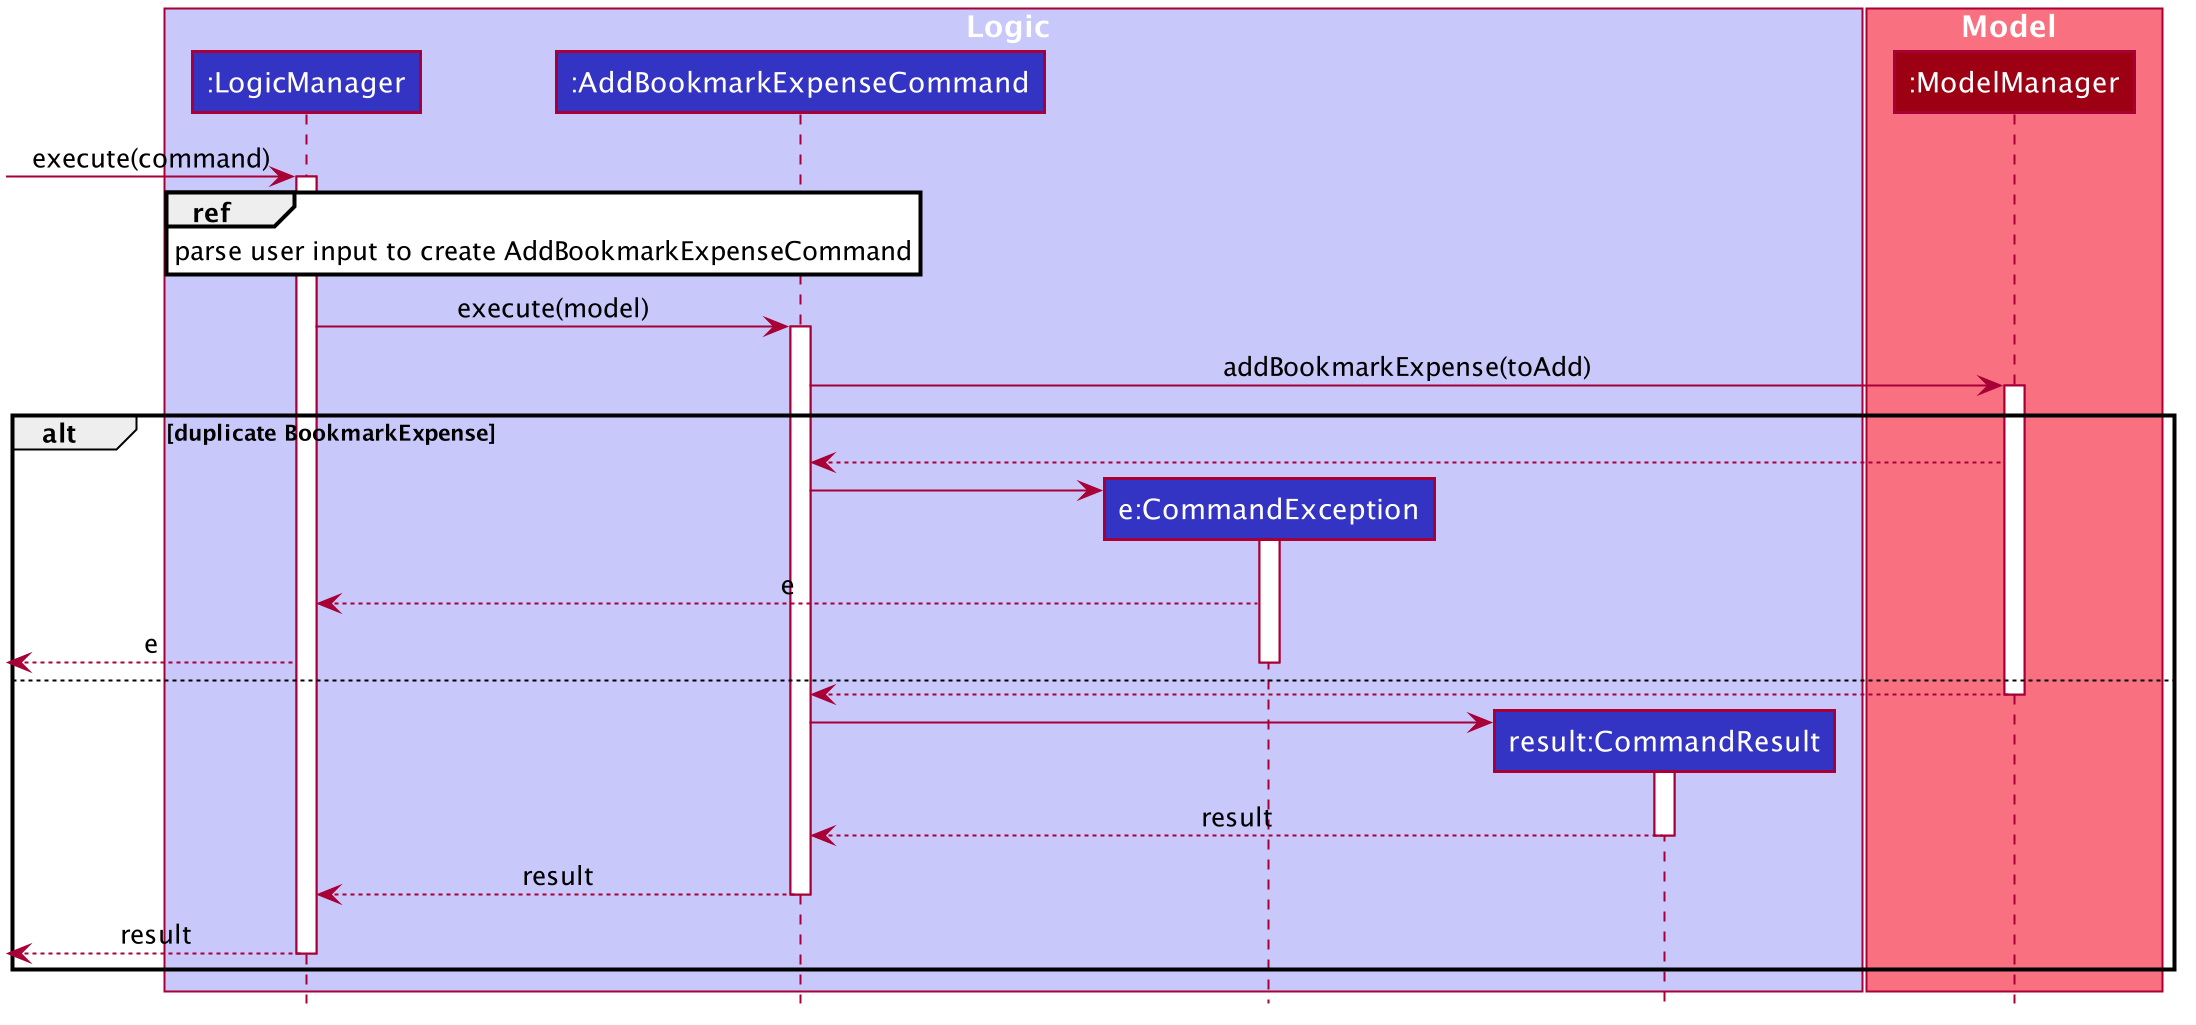 Logic
Model
:LogicManager
:AddBookmarkExpenseCommand
:ModelManager
execute(command)
ref
parse user input to create AddBookmarkExpenseCommand
execute(model)
addBookmarkExpense(toAdd)
alt
[duplicate BookmarkExpense]
e:CommandException
e
e
result:CommandResult
result
result
result